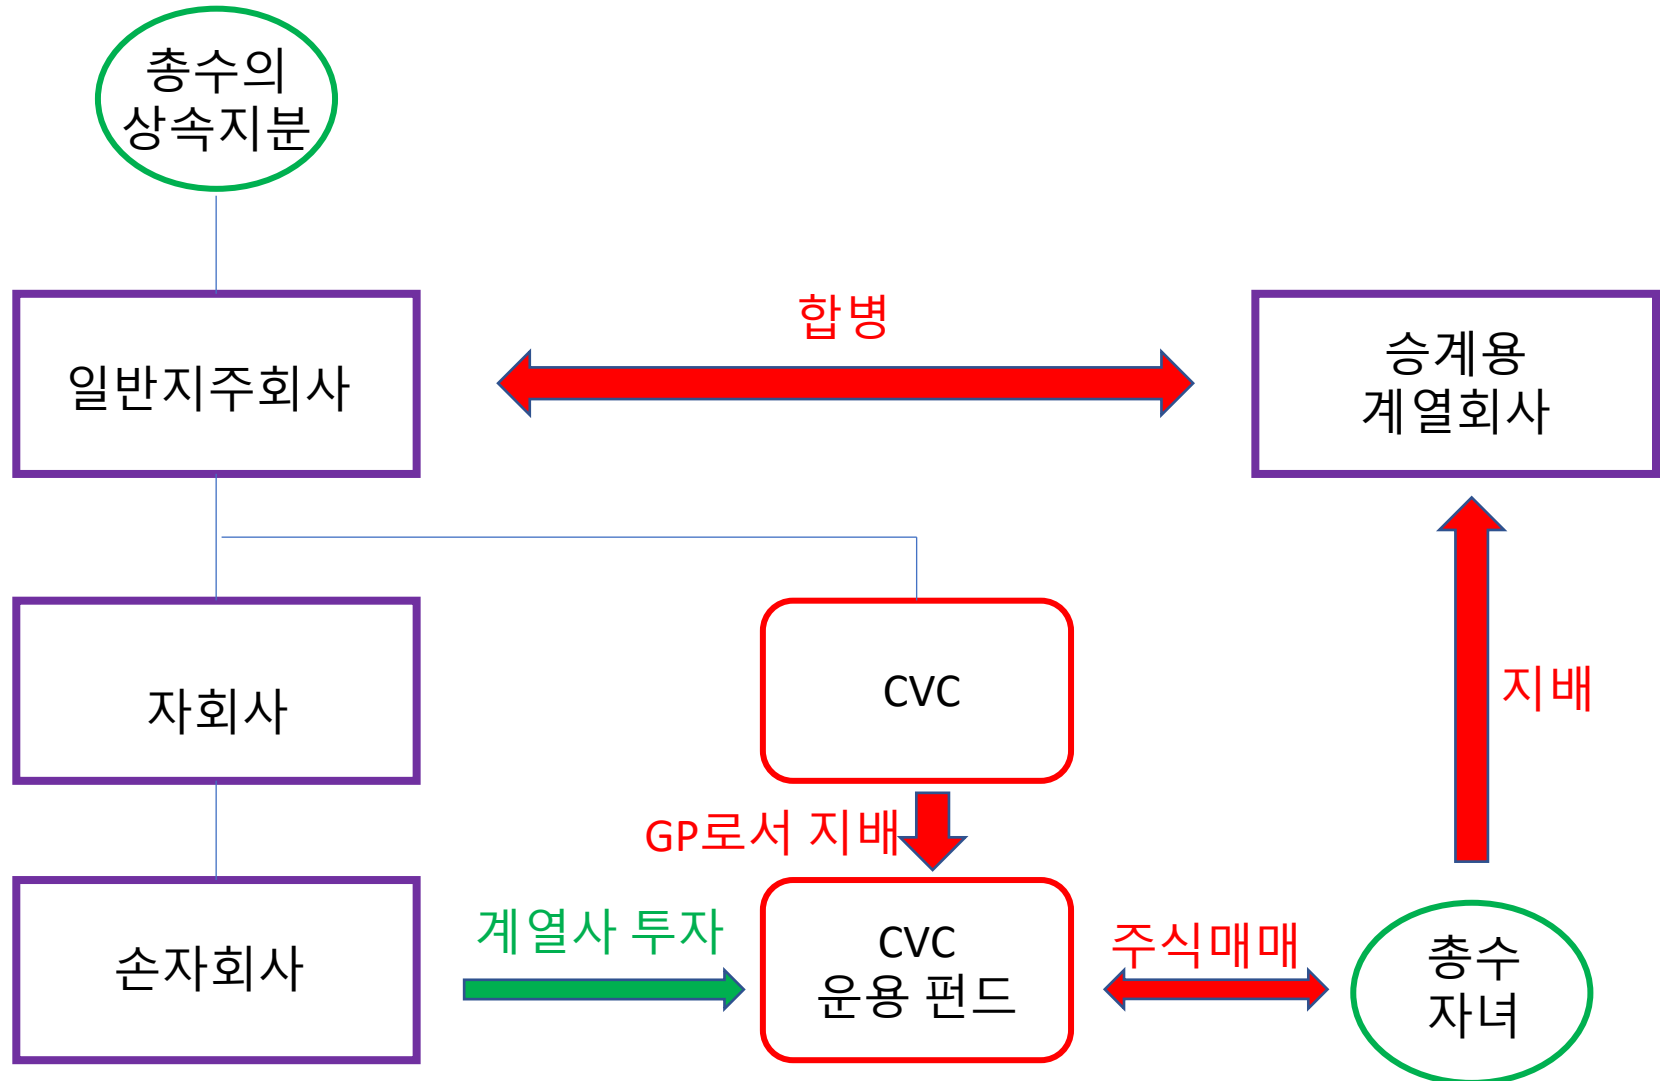 총수의
상속지분
합병
일반지주회사
승계용
계열회사
자회사
CVC
지배
GP로서 지배
계열사 투자
손자회사
CVC
운용 펀드
주식매매
총수
자녀